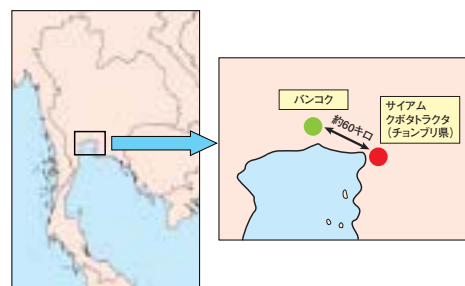 バンコク
約60キロ
サイアム
クボタトラクタ
（チョンブリ県）